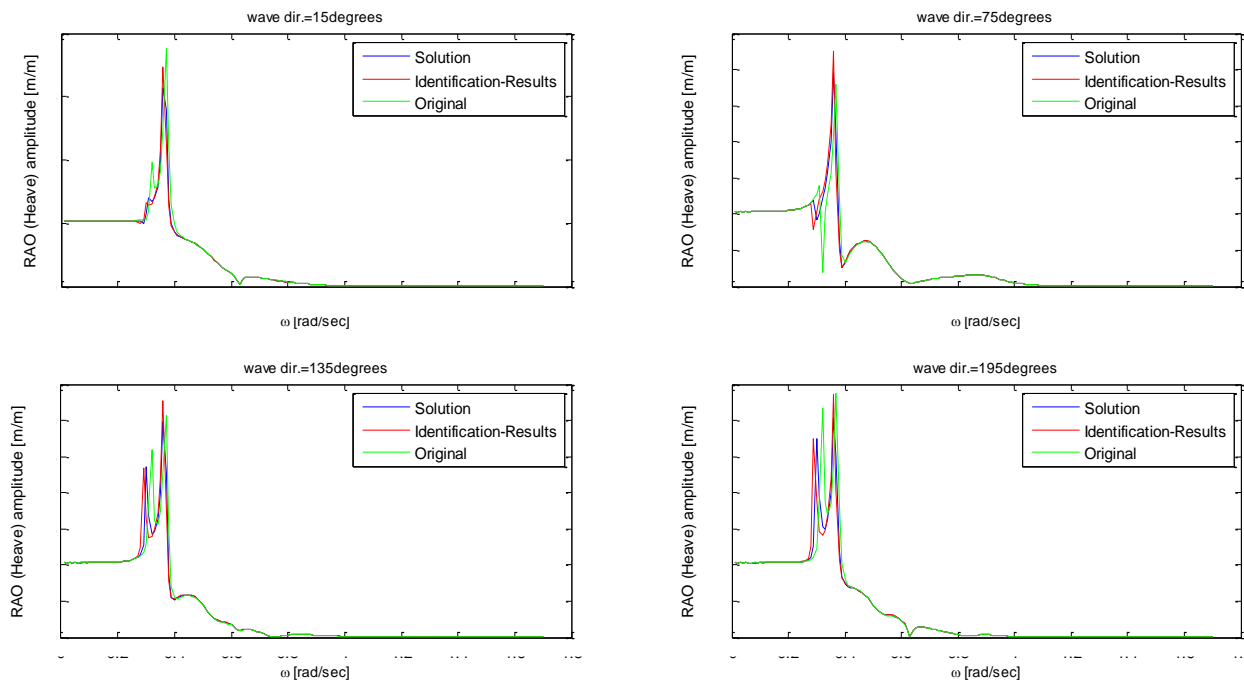 wave dir.=15degrees
RAO (Heave) amplitude [m/m]
Solution
Identification-Results
Original
ω [rad/sec]
wave dir.=75degrees
RAO (Heave) amplitude [m/m]
Solution
Identification-Results
Original
ω [rad/sec]
wave dir.=135degrees
RAO (Heave) amplitude [m/m]
Solution
Identification-Results
Original
ω [rad/sec]
wave dir.=195degrees
RAO (Heave) amplitude [m/m]
Solution
Identification-Results
Original
ω [rad/sec]